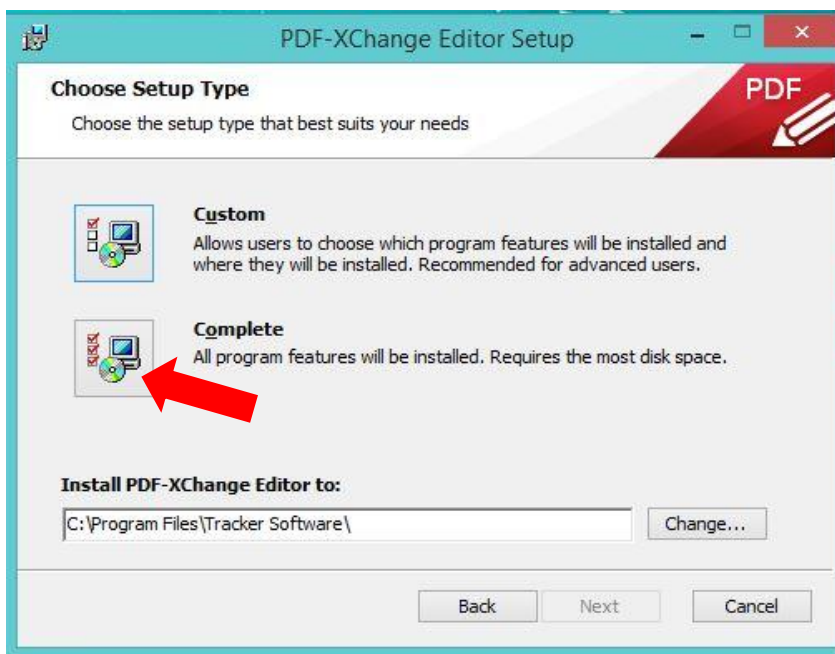 PDF-XChange Editor Setup
Choose Setup Type
Choose the setup type that best suits your needs
PDF
Custom
Allows users to choose which program features will be installed and
where they will be installed. Recommended for advanced users.
Complete
All program features will be installed. Requires the most disk space.
Install PDF-XChange Editor to:
C:\Program Files\Tracker Software\
Change...
Back
Next
Cancel